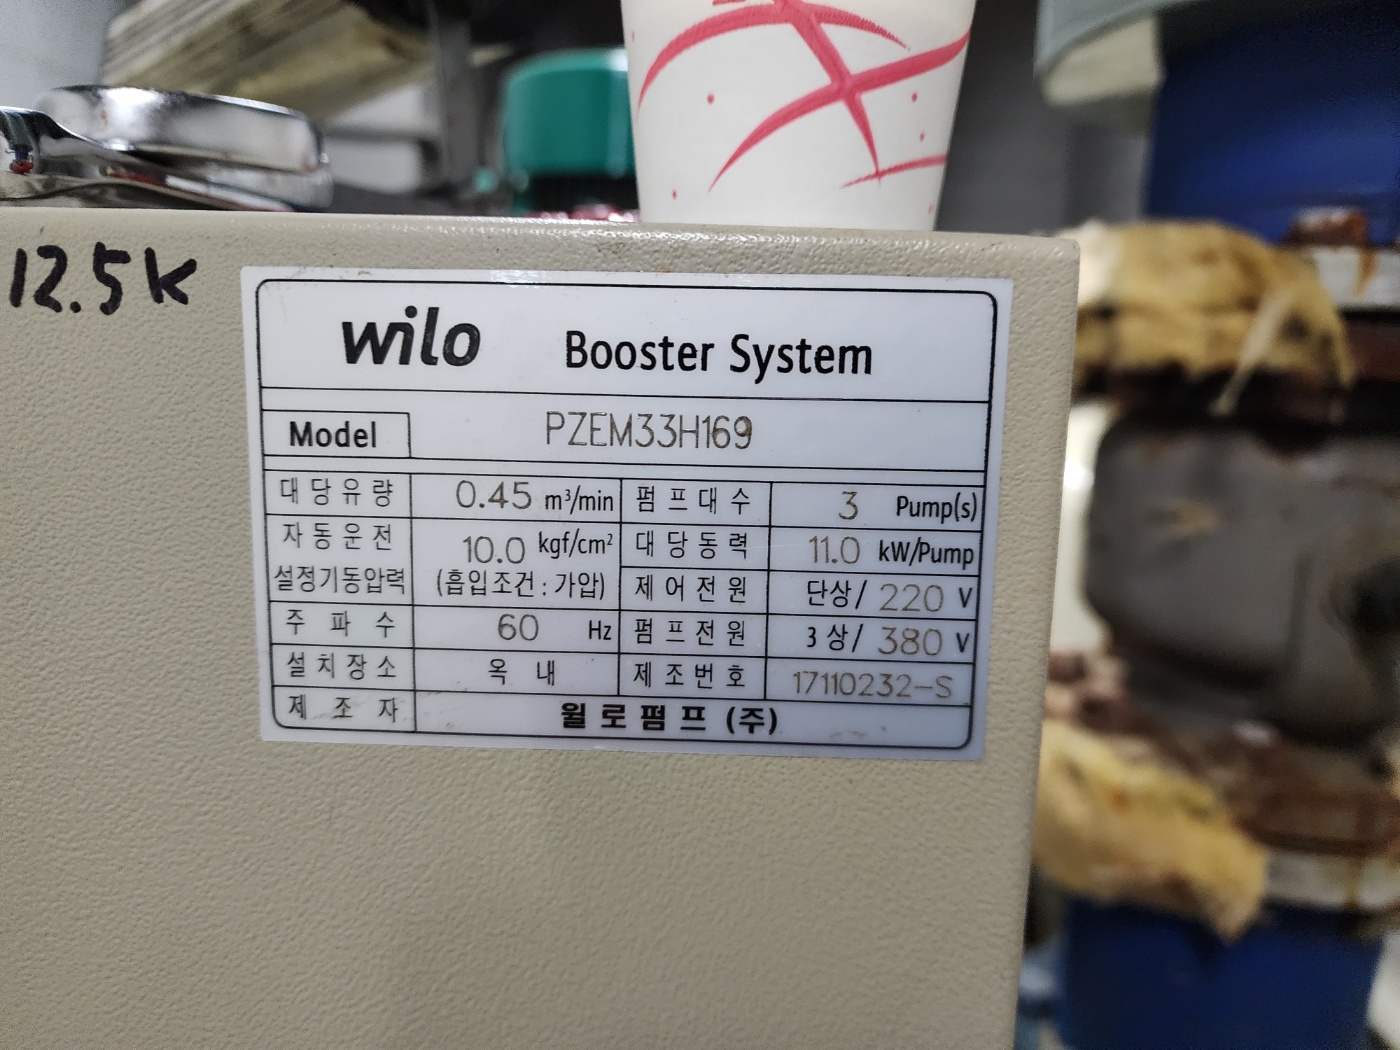 12.5K
wilo Booster System
Model PZEM33H169
대당유량 0.45 m³/min 펌프대수 3 Pump(s)
자동운전 설정기동압력 10.0 kgf/cm² (흡입조건 : 가압) 대당동력 11.0 kW/Pump
제어전원 단상/ 220 V
주파수 60 Hz 펌프전원 3상/ 380 V
설치장소 옥내 제조번호 17110232-S
제조자 윌로펌프 (주)